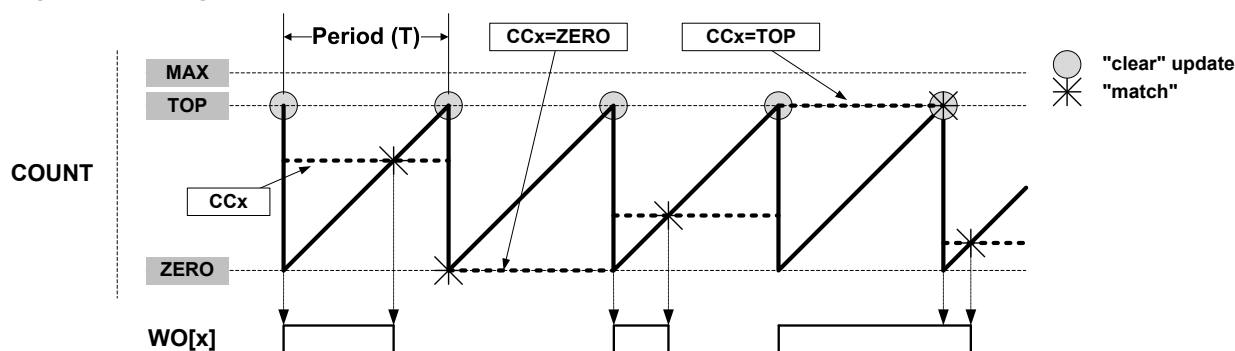 Period (T)
CCx=ZERO
CCx=TOP
"clear" update
"match"
MAX
TOP
COUNT
CCx
ZERO
WO[x]